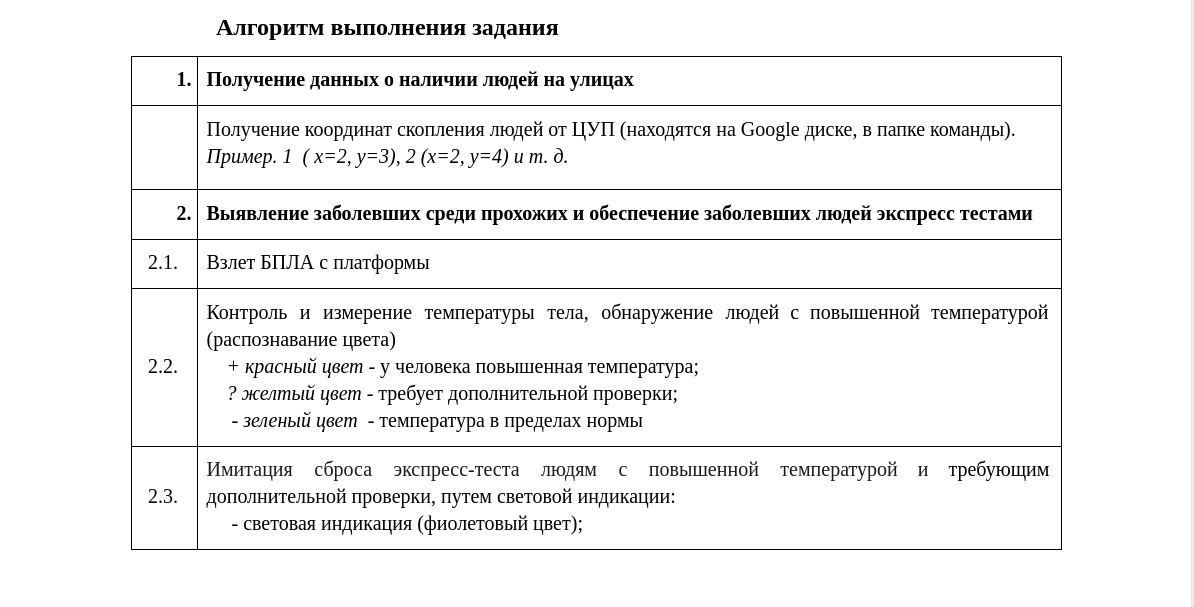 Алгоритм выполнения задания
1. Получение данных о наличии людей на улицах
Получение координат скопления людей от ЦУП (находятся на Google диске, в папке команды).
Пример. 1 ( x=2, y=3), 2 (x=2, y=4) и т. д.
2. Выявление заболевших среди прохожих и обеспечение заболевших людей экспресс тестами
2.1. Взлет БПЛА с платформы
Контроль и измерение температуры тела, обнаружение людей с повышенной температурой
(распознавание цвета)
2.2. + красный цвет - у человека повышенная температура;
? желтый цвет - требует дополнительной проверки;
- зеленый цвет - температура в пределах нормы
Имитация сброса экспресс-теста людям с повышенной температурой и требующим
2.3. дополнительной проверки, путем световой индикации:
- световая индикация (фиолетовый цвет);